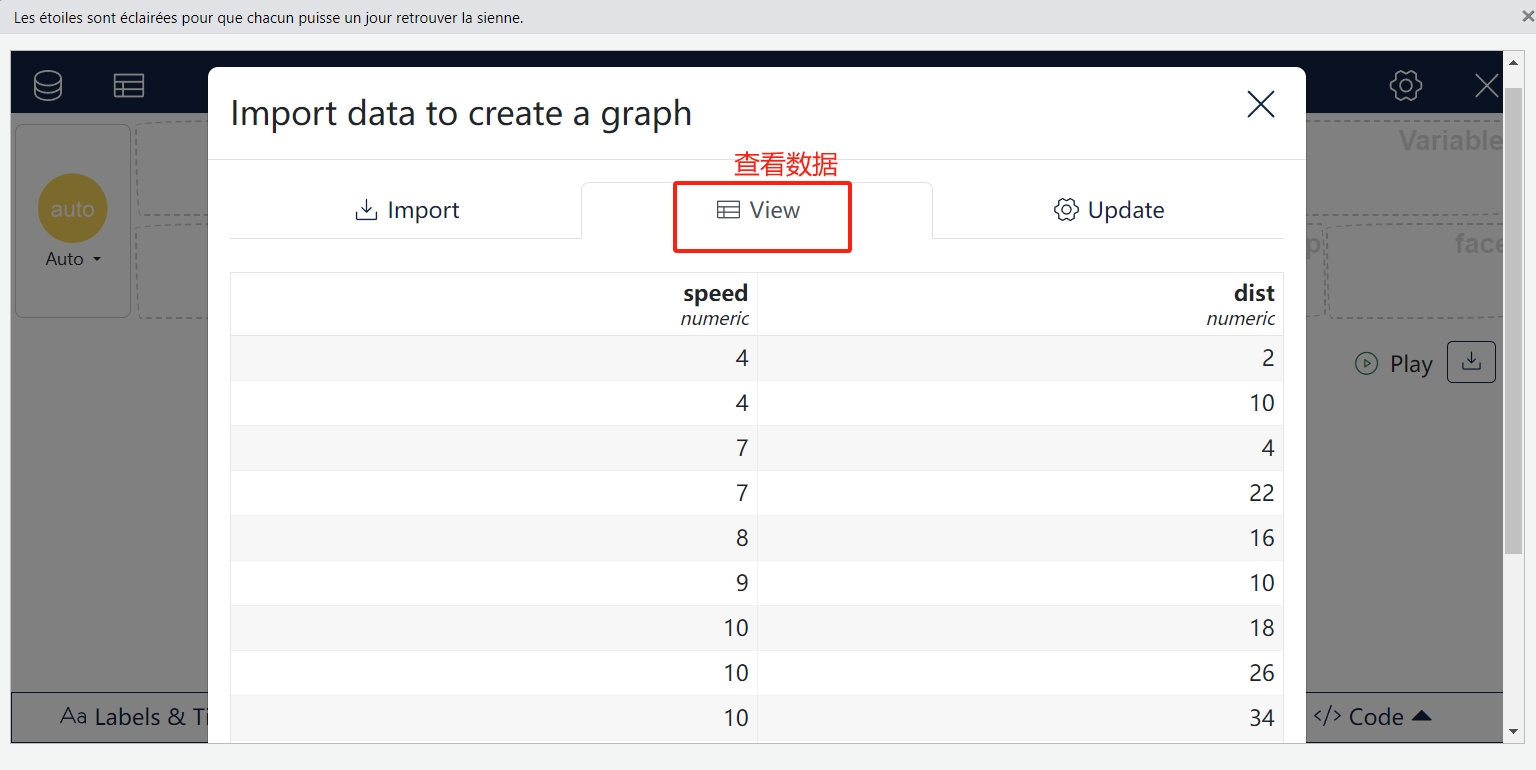 Les étoiles sont éclairées pour que chacun puisse un jour retrouver la sienne.
Import data to create a graph
Variable
查看数据
auto
Import
View
Update
Auto
face
speed
dist
numeric
numeric
4
2
4
10
7
4
Play
7
22
8
16
9
10
10
18
10
26
10
34
Aa Labels & Ti
</> Code